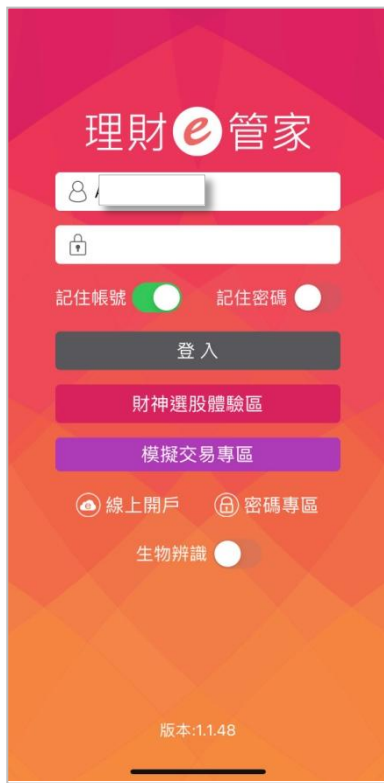 理財e管家
記住帳號 記住密碼
登入
財神選股體驗區
模擬交易專區
線上開戶 密碼專區
生物辨識
版本:1.1.48